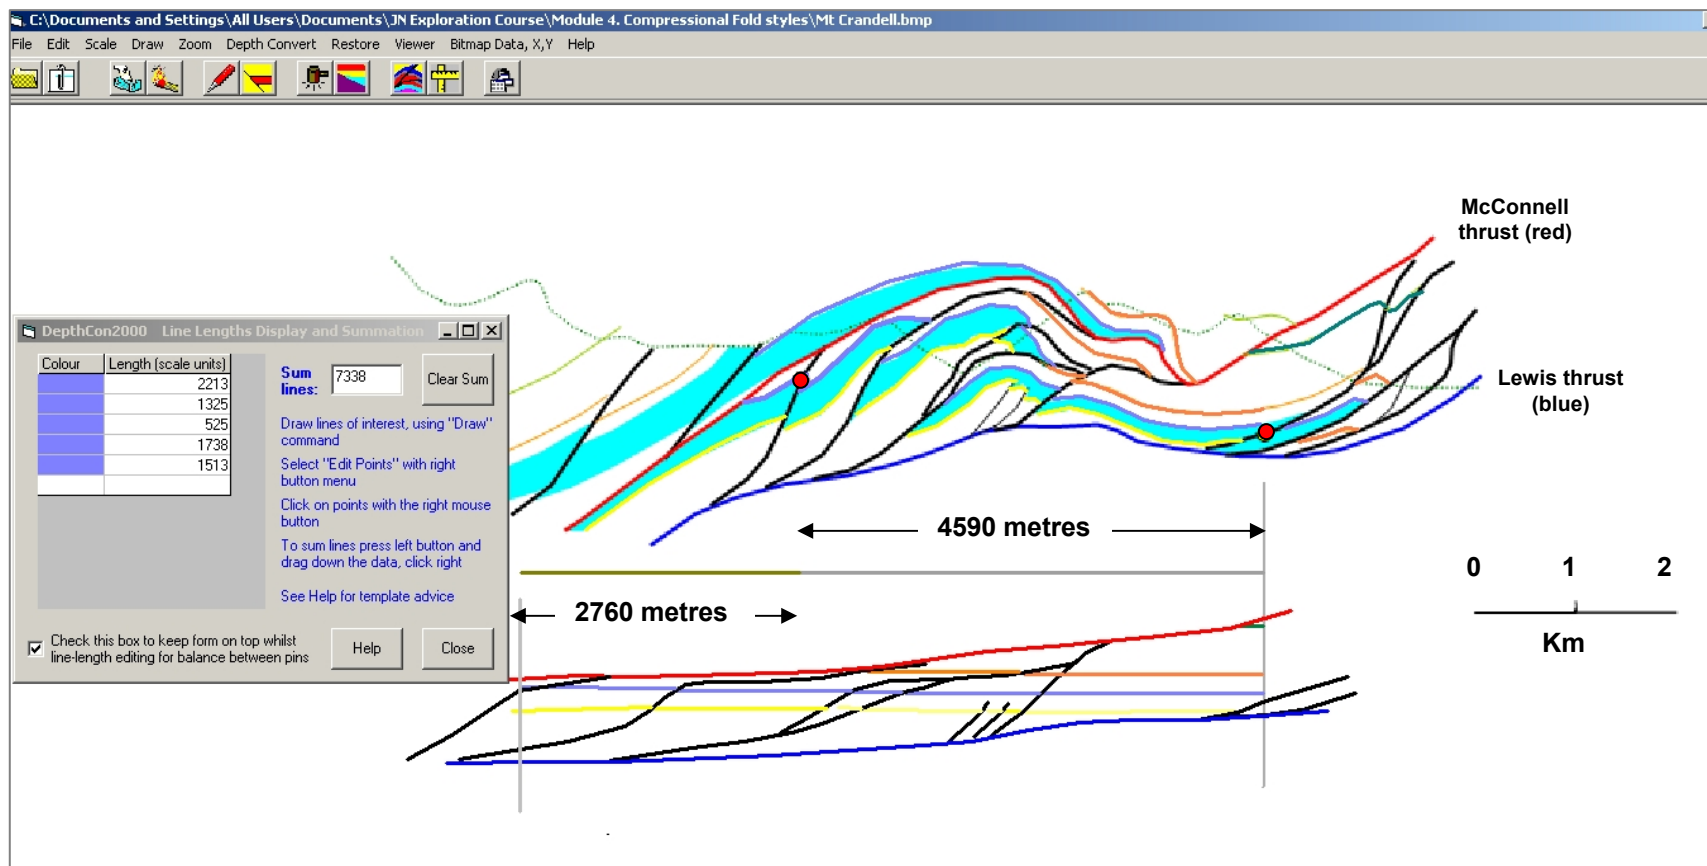 C:\Documents and Settings\All Users\Documents\JN Exploration Course\Module 4. Compressional Fold styles\Mt Crandell.bmp
File Edit Scale Draw Zoom Depth Convert Restore Viewer Bitmap Data, X,Y Help
McConnell
thrust (red)
Lewis thrust
(blue)
DepthCon2000 Line Lengths Display and Summation
Colour Length (scale units)
2213
1325
525
1738
1513
Sum
lines:
7338
Clear Sum
Draw lines of interest, using "Draw"
command
Select "Edit Points" with right
button menu
Click on points with the right mouse
button
To sum lines press left button and
drag down the data, click right
See Help for template advice
Check this box to keep form on top whilst
line-length editing for balance between pins
Help
Close
4590 metres
2760 metres
0 1 2
Km